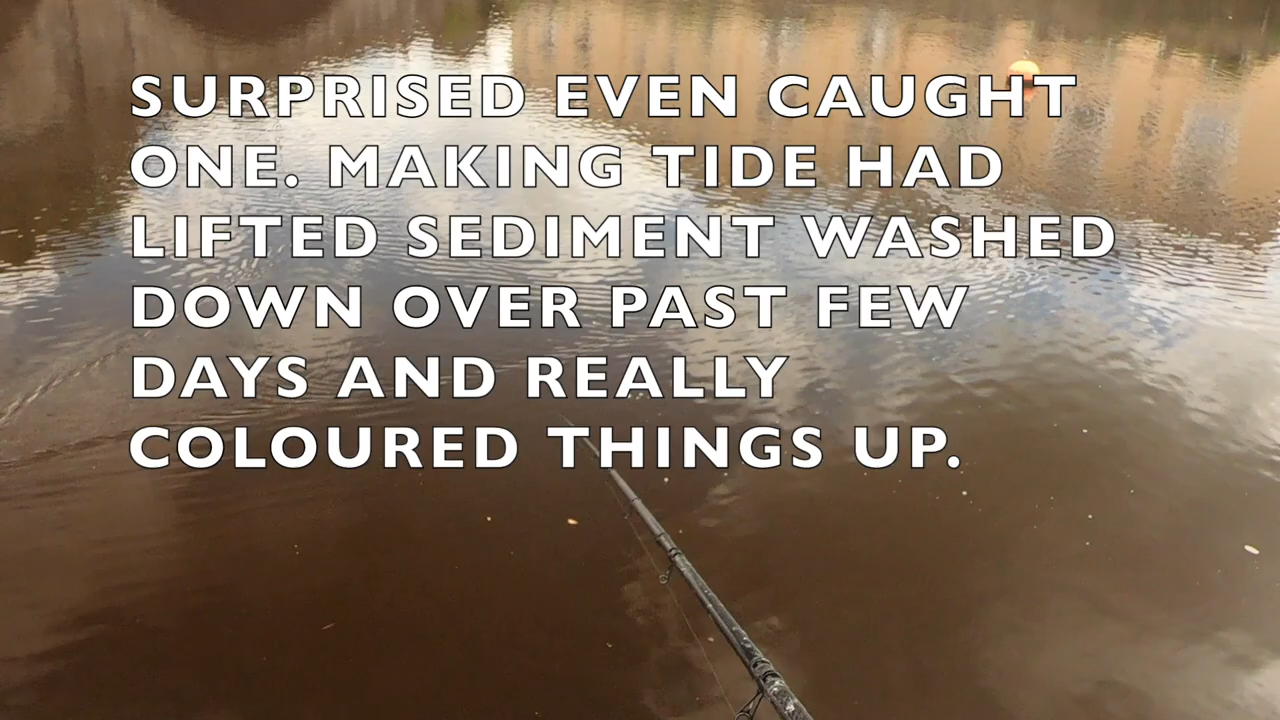 SURPRISED EVEN CAUGHT
ONE. MAKING TIDE HAD
LIFTED SEDIMENT WASHED
DOWN OVER PAST FEW
DAYS AND REALLY
COLOURED THINGS UP.